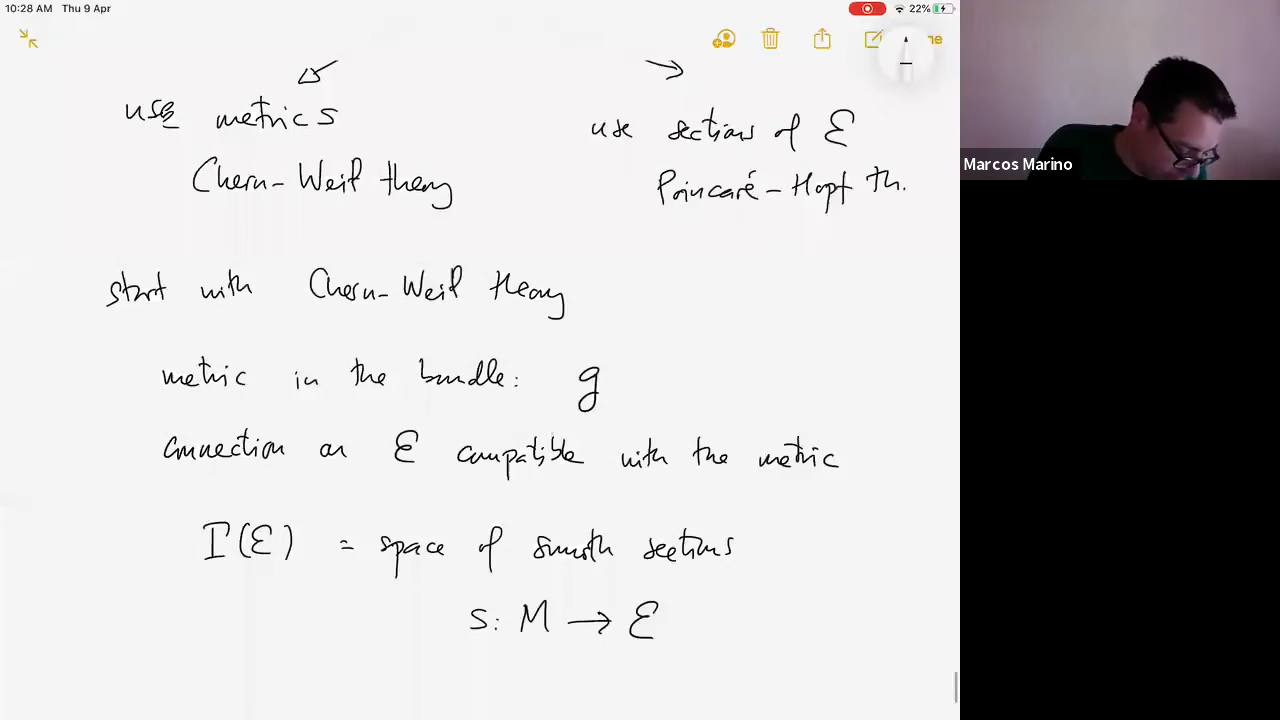 10:28 AM Thu 9 Apr
22%
ne
Marcos Marino
use metrics
use sections of ℰ
Chern-Weil theory
Poincaré-Hopf th.
start with Chern-Weil theory
metric in the bundle: g
connection on ℰ compatible with the metric
Γ(ℰ) = space of smooth sections
s: M → ℰ